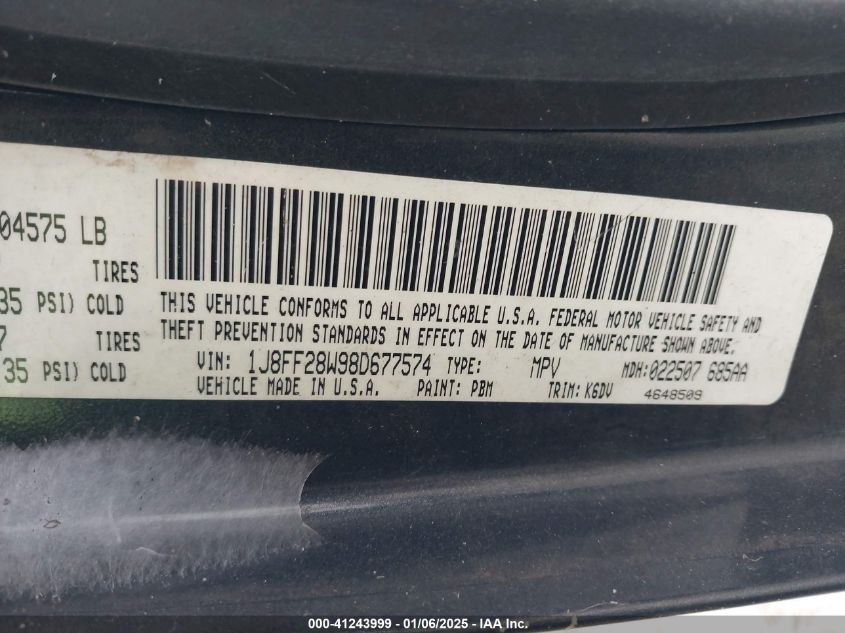 04575 LB
TIRES
35 PSI) COLD
7 TIRES
35 PSI) COLD
THIS VEHICLE CONFORMS TO ALL APPLICABLE U.S.A. FEDERAL MOTOR VEHICLE SAFETY AND
THEFT PREVENTION STANDARDS IN EFFECT ON THE DATE OF MANUFACTURE SHOWN ABOVE.
VIN: 1J8FF28W98D677574 TYPE: MPV MDH:022507 685AA
VEHICLE MADE IN U.S.A. PAINT: PBM TRIM: K6DV 4648509
000-41243999 - 01/06/2025 - IAA Inc.